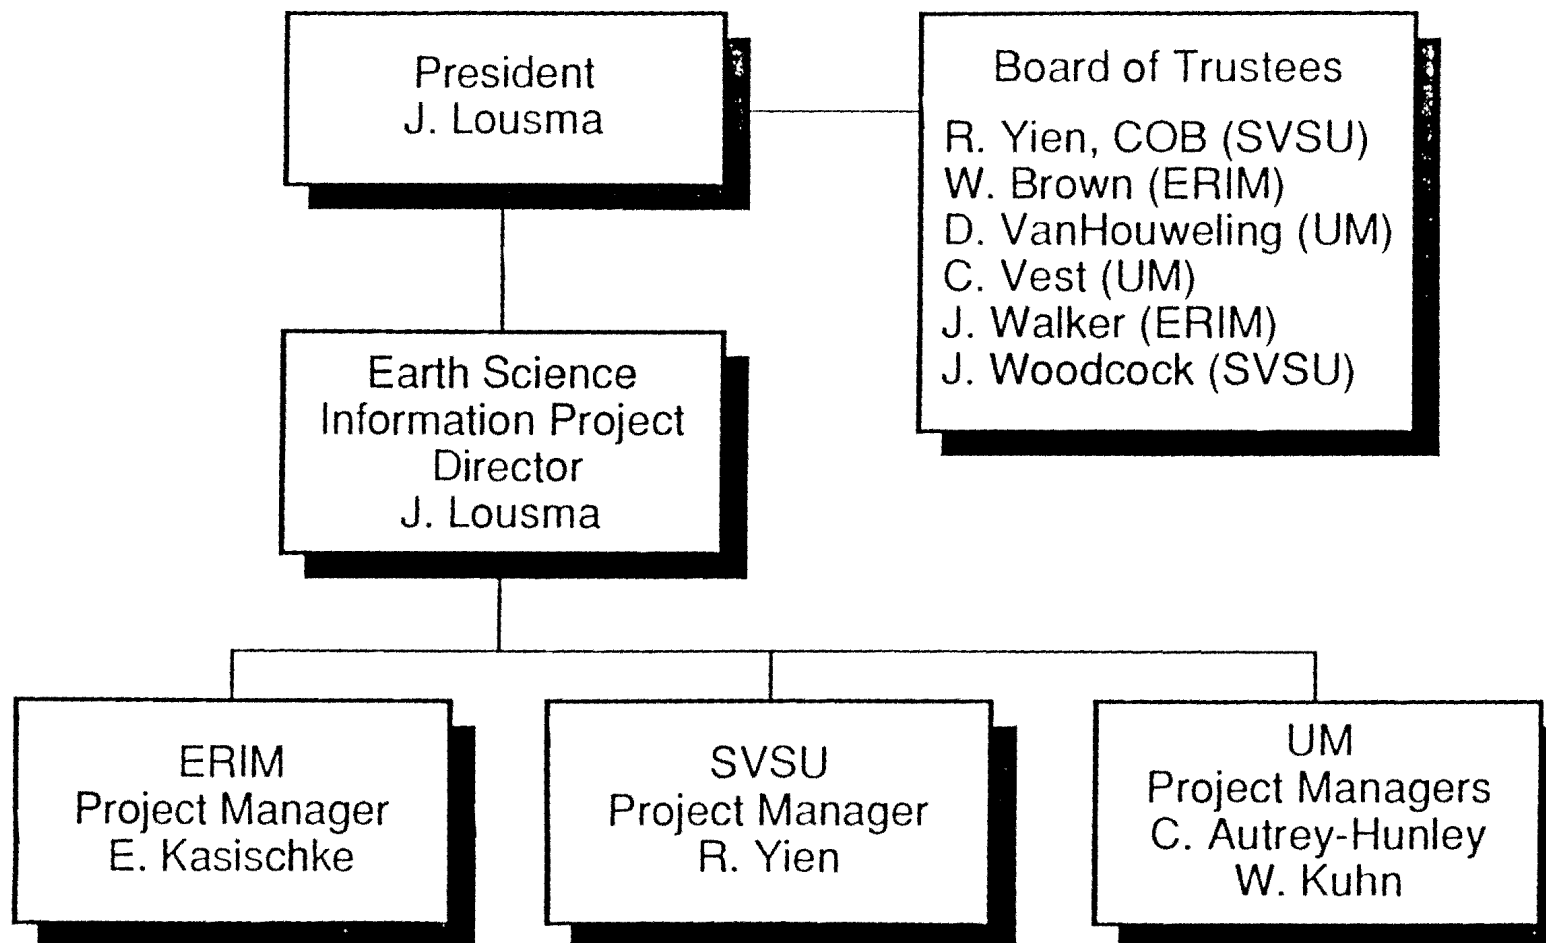 President
J. Lousma
Board of Trustees
R. Yien, COB (SVSU)
W. Brown (ERIM)
D. VanHouweling (UM)
C. Vest (UM)
J. Walker (ERIM)
J. Woodcock (SVSU)
Earth Science
Information Project
Director
J. Lousma
ERIM
Project Manager
E. Kasischke
SVSU
Project Manager
R. Yien
UM
Project Managers
C. Autrey-Hunley
W. Kuhn